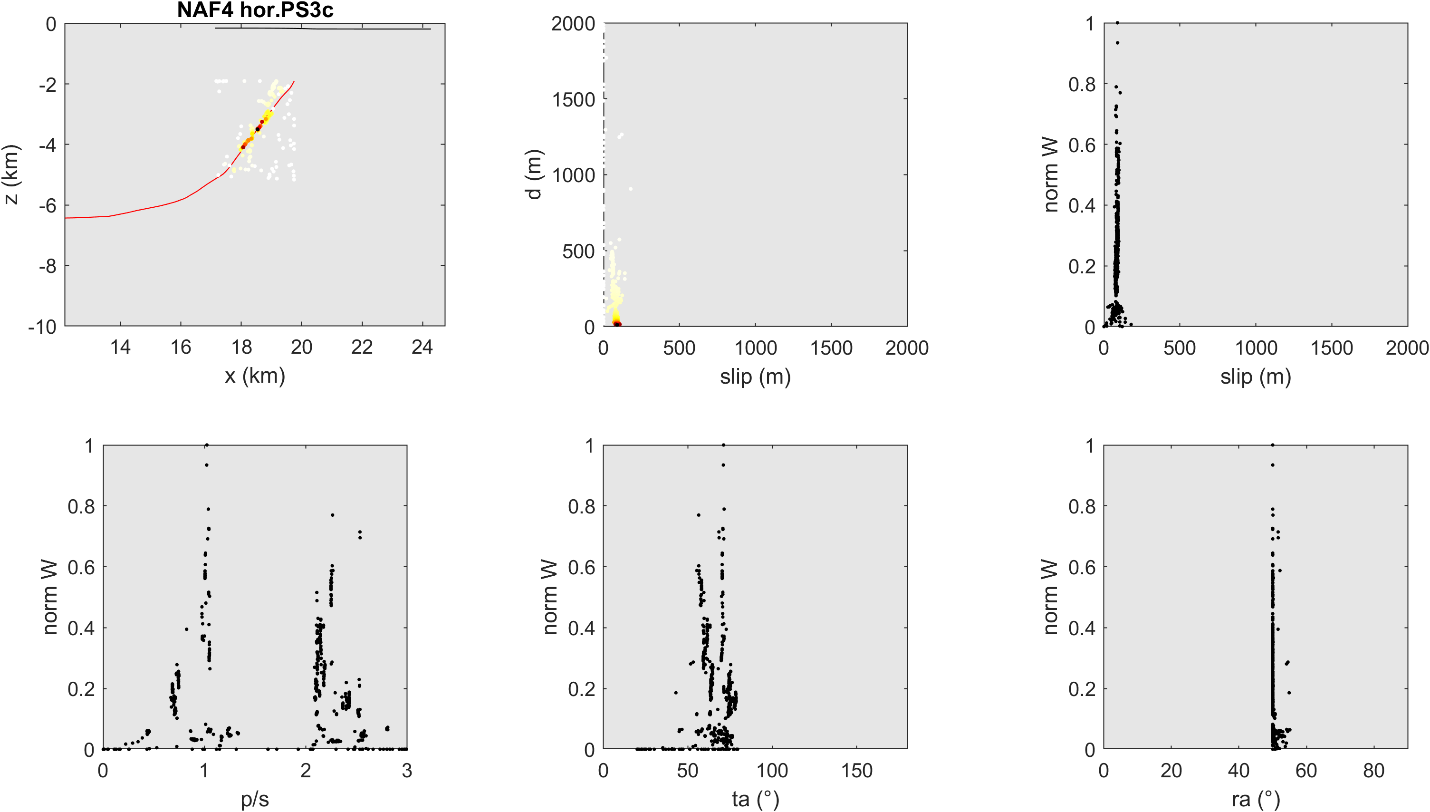 NAF4 hor.PS3c
0
-2
-4
-6
-8
-10
z (km)
14 16 18 20 22 24
x (km)
2000
1500
1000
500
0
d (m)
0 500 1000 1500 2000
slip (m)
1
0.8
0.6
0.4
0.2
0
norm W
0 500 1000 1500 2000
slip (m)
1
0.8
0.6
0.4
0.2
0
norm W
0 1 2 3
p/s
1
0.8
0.6
0.4
0.2
0
norm W
0 50 100 150
ta (°)
1
0.8
0.6
0.4
0.2
0
norm W
0 20 40 60 80
ra (°)